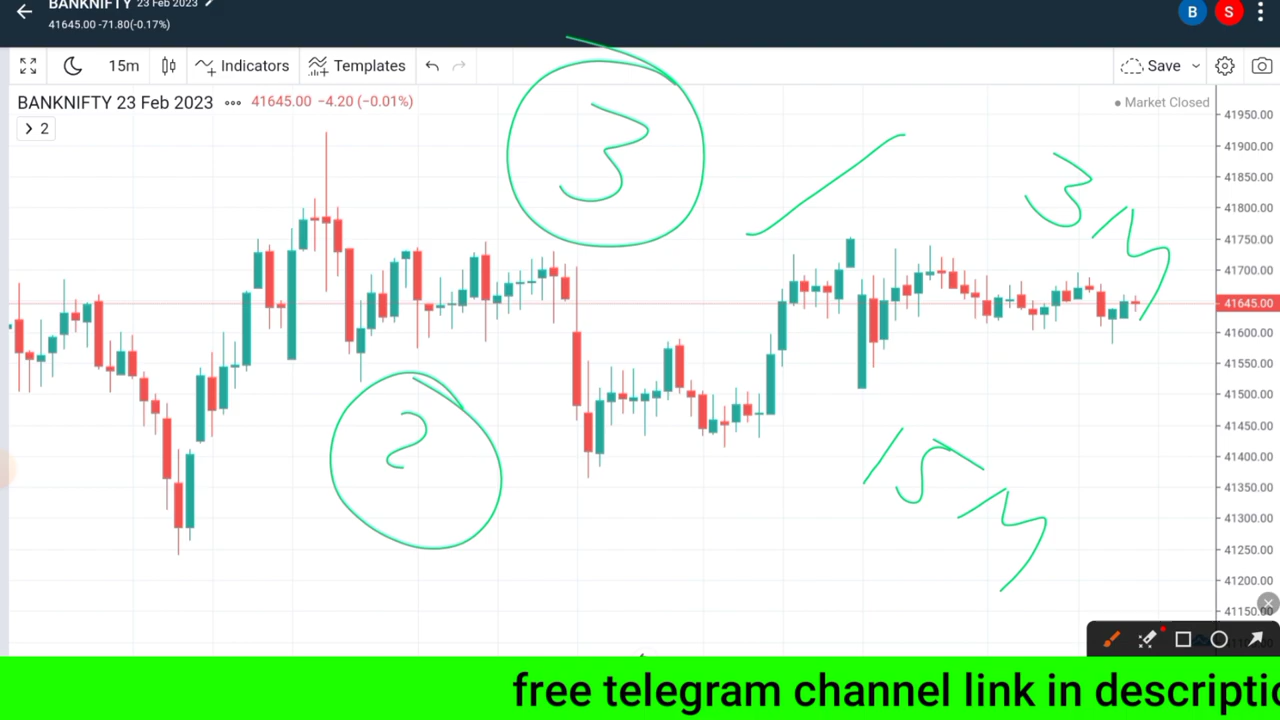 BANKNIFTY 23 Feb 2023
41645.00 -71.80(-0.17%)
B S
15m Indicators Templates Save
BANKNIFTY 23 Feb 2023 41645.00 −4.20 (−0.01%)
Market Closed
2
41950.00
41900.00
41850.00
41800.00
41750.00
41700.00
41645.00
41600.00
41550.00
41500.00
41450.00
41400.00
41350.00
41300.00
41250.00
41200.00
41150.00
3
3M
2
15M
free telegram channel link in descriptio